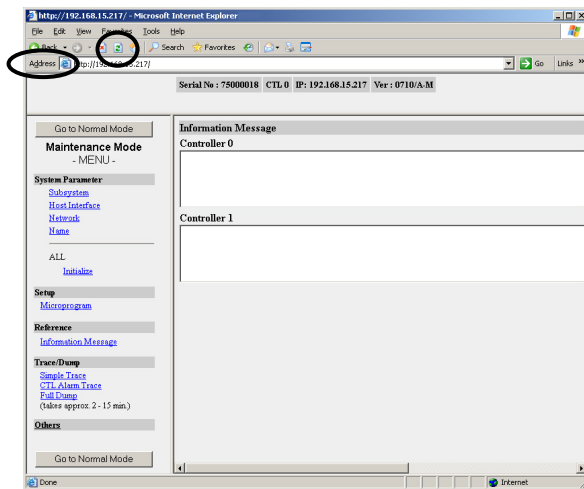 http://192.168.15.217/ - Microsoft Internet Explorer
File Edit View Favorites Tools Help
Back Search Favorites
Address http://192.168.15.217/ Go Links »
Serial No : 75000018 CTL 0 IP: 192.168.15.217 Ver : 0710/A-M
Go to Normal Mode
Maintenance Mode
- MENU -
System Parameter
Subsystem
Host Interface
Network
Name
ALL
Initialize
Setup
Microprogram
Reference
Information Message
Trace/Dump
Simple Trace
CTL Alarm Trace
Full Dump
(takes approx. 2 - 15 min.)
Others
Go to Normal Mode
Information Message
Controller 0
Controller 1
Done Internet